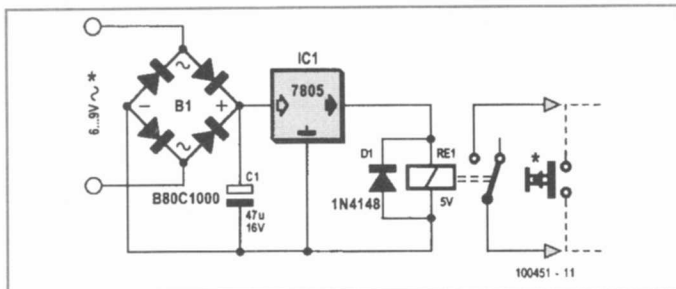 IC1
7805
6...9V ~ *
~
− B1 +
~
B80C1000
C1
47u
16V
D1
1N4148
RE1
5V
*
100451 - 11